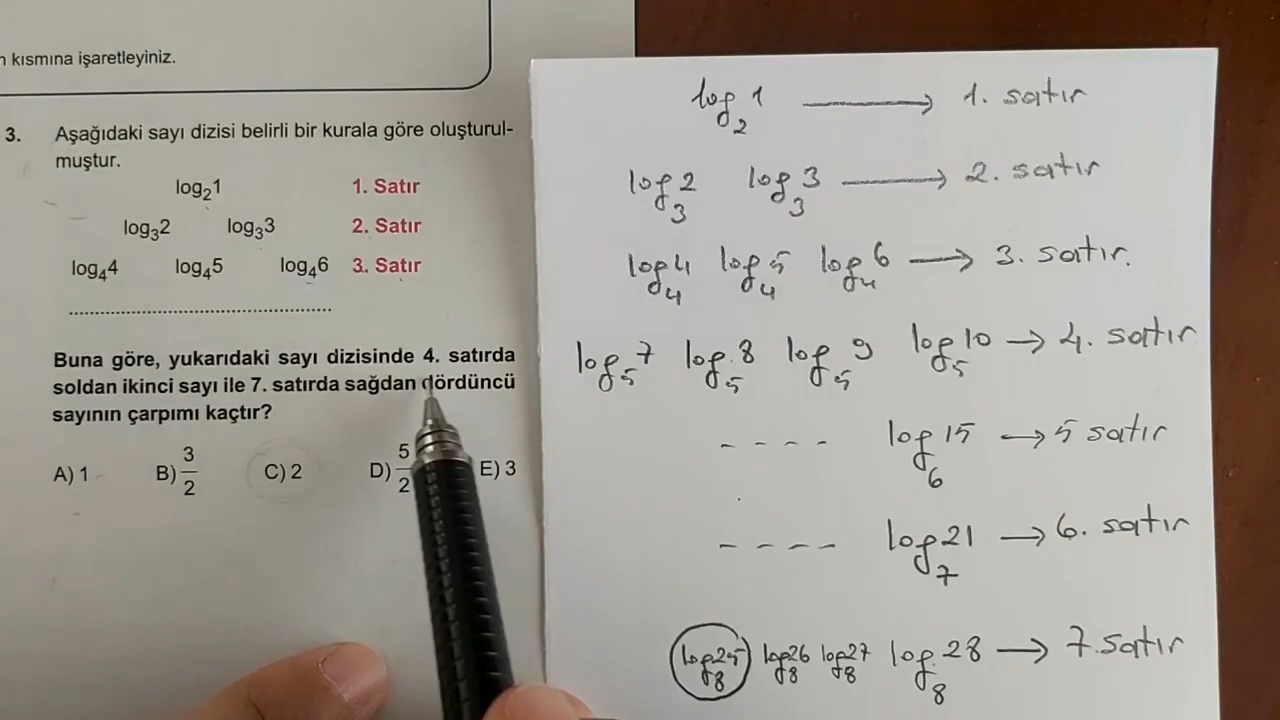 n kısmına işaretleyiniz.
3. Aşağıdaki sayı dizisi belirli bir kurala göre oluşturul-
muştur.
log₂1 1. Satır
log₃2 log₃3 2. Satır
log₄4 log₄5 log₄6 3. Satır
..................................................
Buna göre, yukarıdaki sayı dizisinde 4. satırda
soldan ikinci sayı ile 7. satırda sağdan dördüncü
sayının çarpımı kaçtır?
A) 1 B) 3/2 C) 2 D) 5/2 E) 3
log₂1 → 1. satır
log₃2 log₃3 → 2. satır
log₄4 log₄5 log₄6 → 3. satır.
log₅7 log₅8 log₅9 log₅10 → 4. satır
- - - - log₆15 → 5 satır
- - - - log₇21 → 6. satır
log₈25 log₈26 log₈27 log₈28 → 7. satır